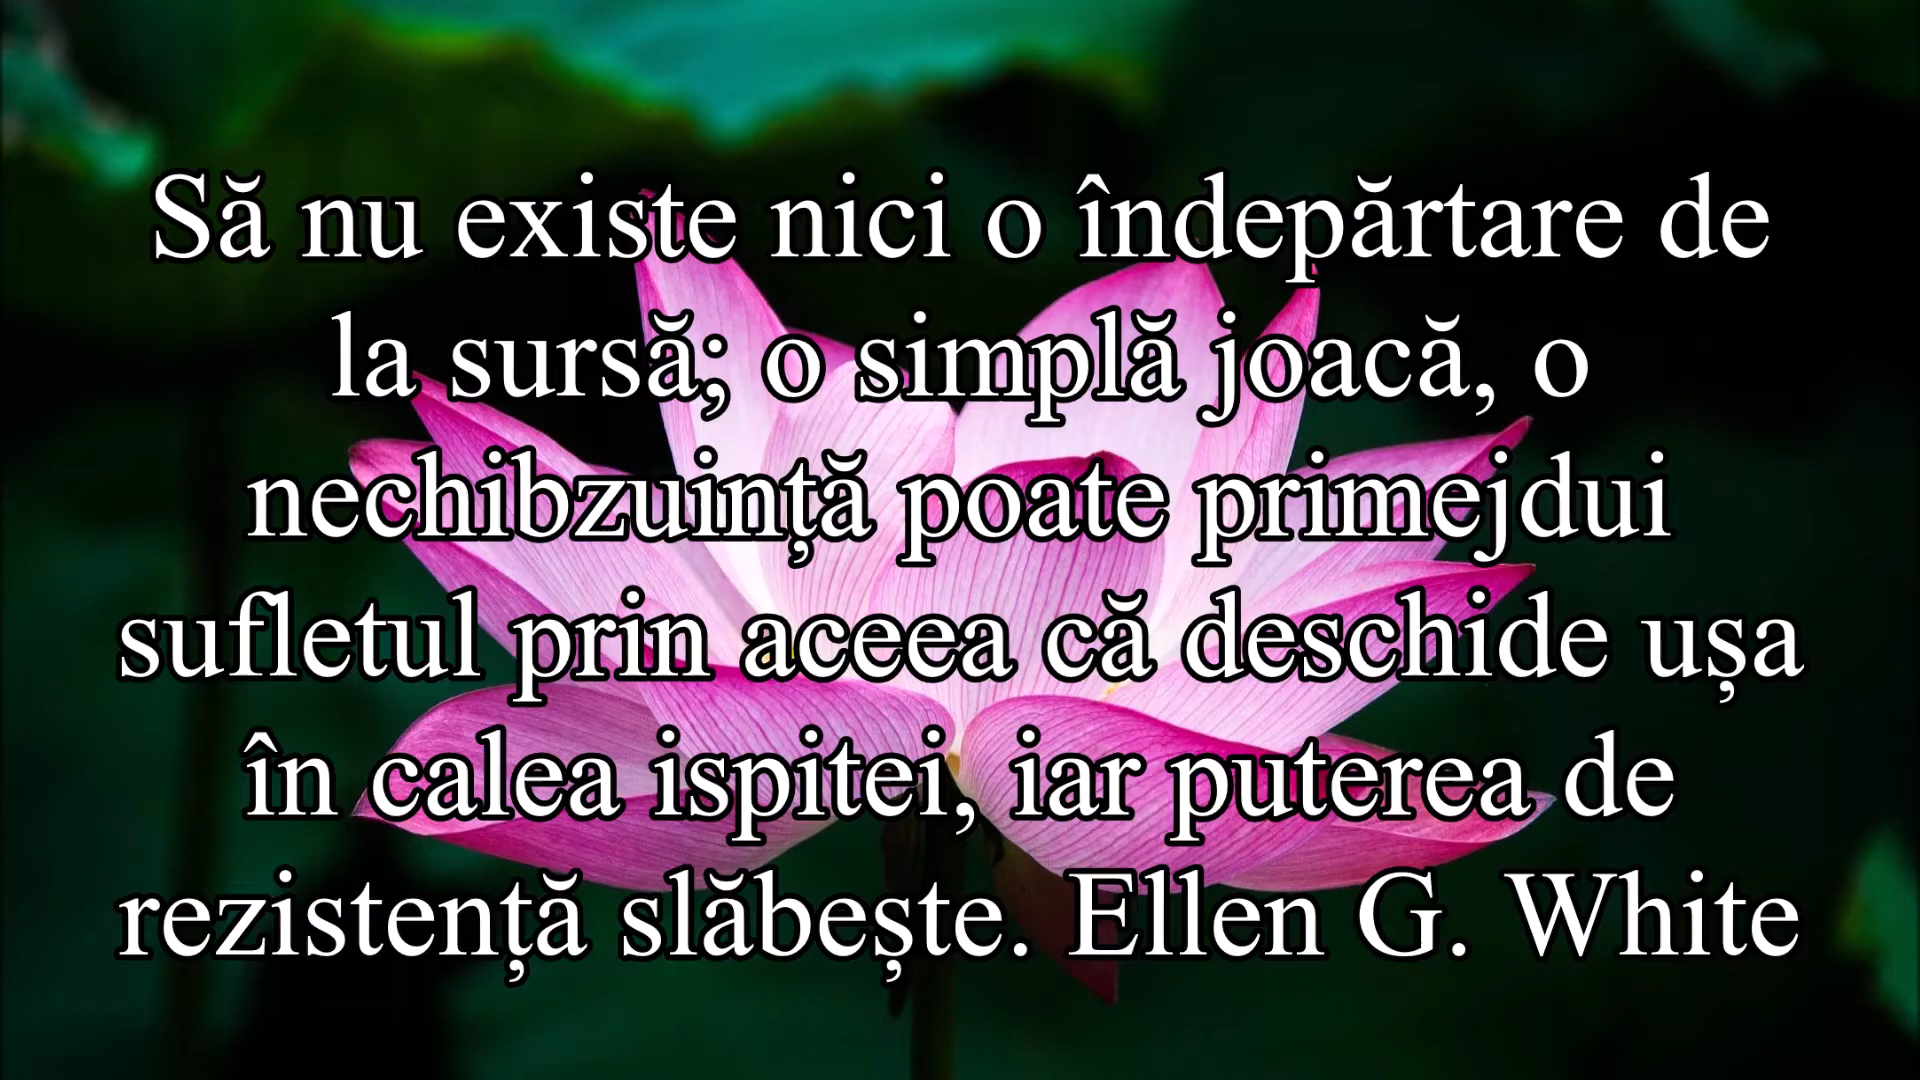 Să nu existe nici o îndepărtare de
la sursă; o simplă joacă, o
nechibzuință poate primejdui
sufletul prin aceea că deschide ușa
în calea ispitei, iar puterea de
rezistență slăbește. Ellen G. White